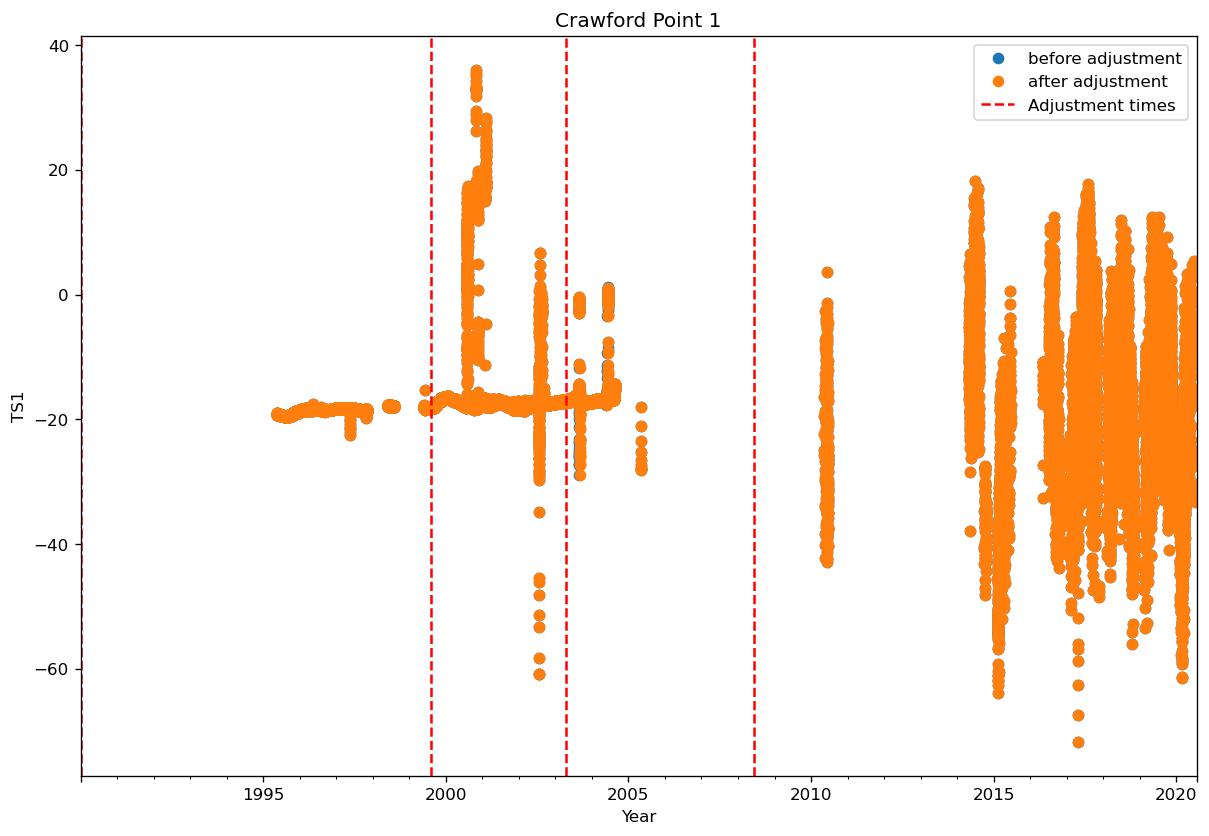 Crawford Point 1
before adjustment
after adjustment
Adjustment times
40
20
0
−20
−40
−60
TS1
1995
2000
2005
2010
2015
2020
Year